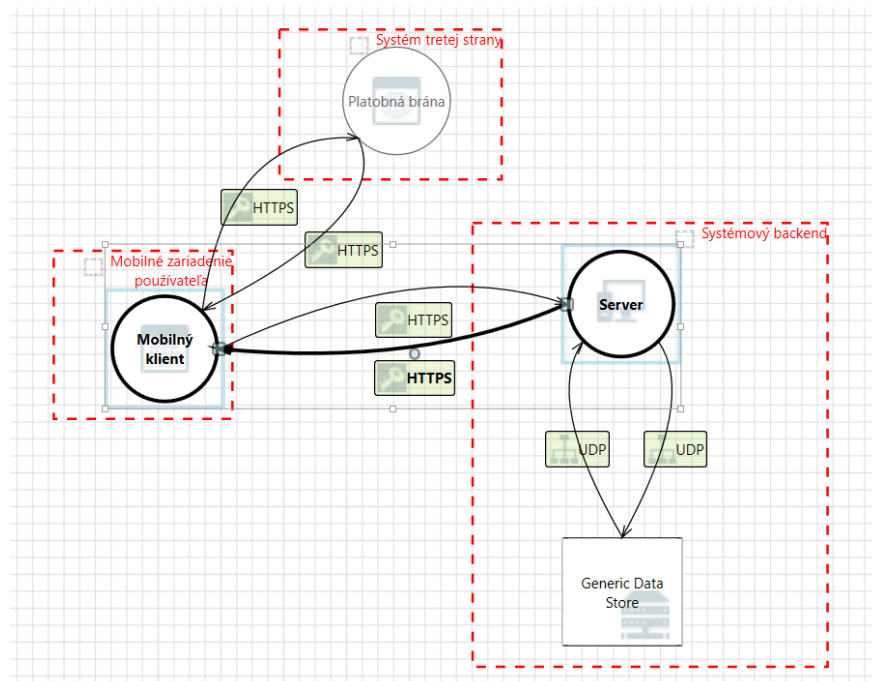 Systém tretej strany
Platobná brána
HTTPS
HTTPS
Systémový backend
Mobilné zariadenie
používateľa
Server
HTTPS
Mobilný
klient
HTTPS
UDP
UDP
Generic Data
Store